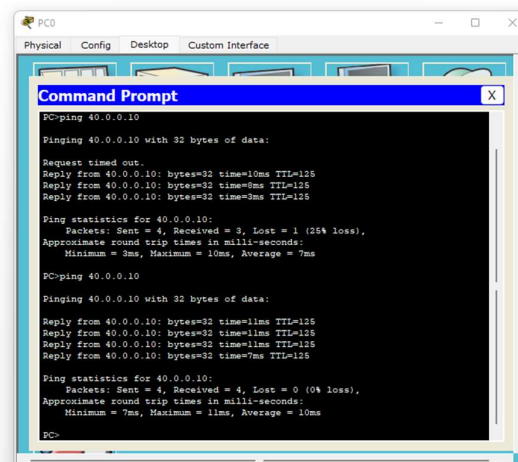 PC0
Physical Config Desktop Custom Interface
Command Prompt X
PC>ping 40.0.0.10
Pinging 40.0.0.10 with 32 bytes of data:
Request timed out.
Reply from 40.0.0.10: bytes=32 time=10ms TTL=125
Reply from 40.0.0.10: bytes=32 time=8ms TTL=125
Reply from 40.0.0.10: bytes=32 time=3ms TTL=125
Ping statistics for 40.0.0.10:
Packets: Sent = 4, Received = 3, Lost = 1 (25% loss),
Approximate round trip times in milli-seconds:
Minimum = 3ms, Maximum = 10ms, Average = 7ms
PC>ping 40.0.0.10
Pinging 40.0.0.10 with 32 bytes of data:
Reply from 40.0.0.10: bytes=32 time=11ms TTL=125
Reply from 40.0.0.10: bytes=32 time=11ms TTL=125
Reply from 40.0.0.10: bytes=32 time=11ms TTL=125
Reply from 40.0.0.10: bytes=32 time=7ms TTL=125
Ping statistics for 40.0.0.10:
Packets: Sent = 4, Received = 4, Lost = 0 (0% loss),
Approximate round trip times in milli-seconds:
Minimum = 7ms, Maximum = 11ms, Average = 10ms
PC>